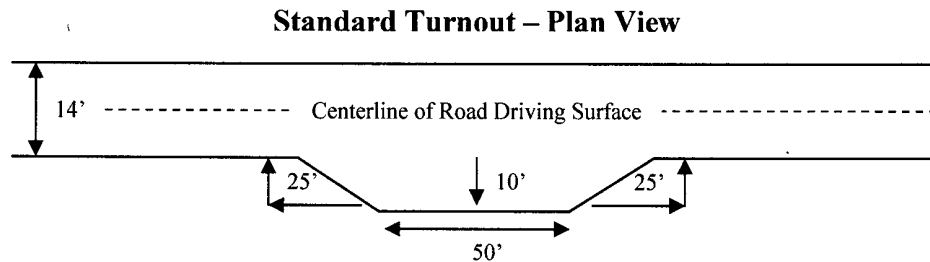 Standard Turnout – Plan View
14'
Centerline of Road Driving Surface
25'
10'
25'
50'